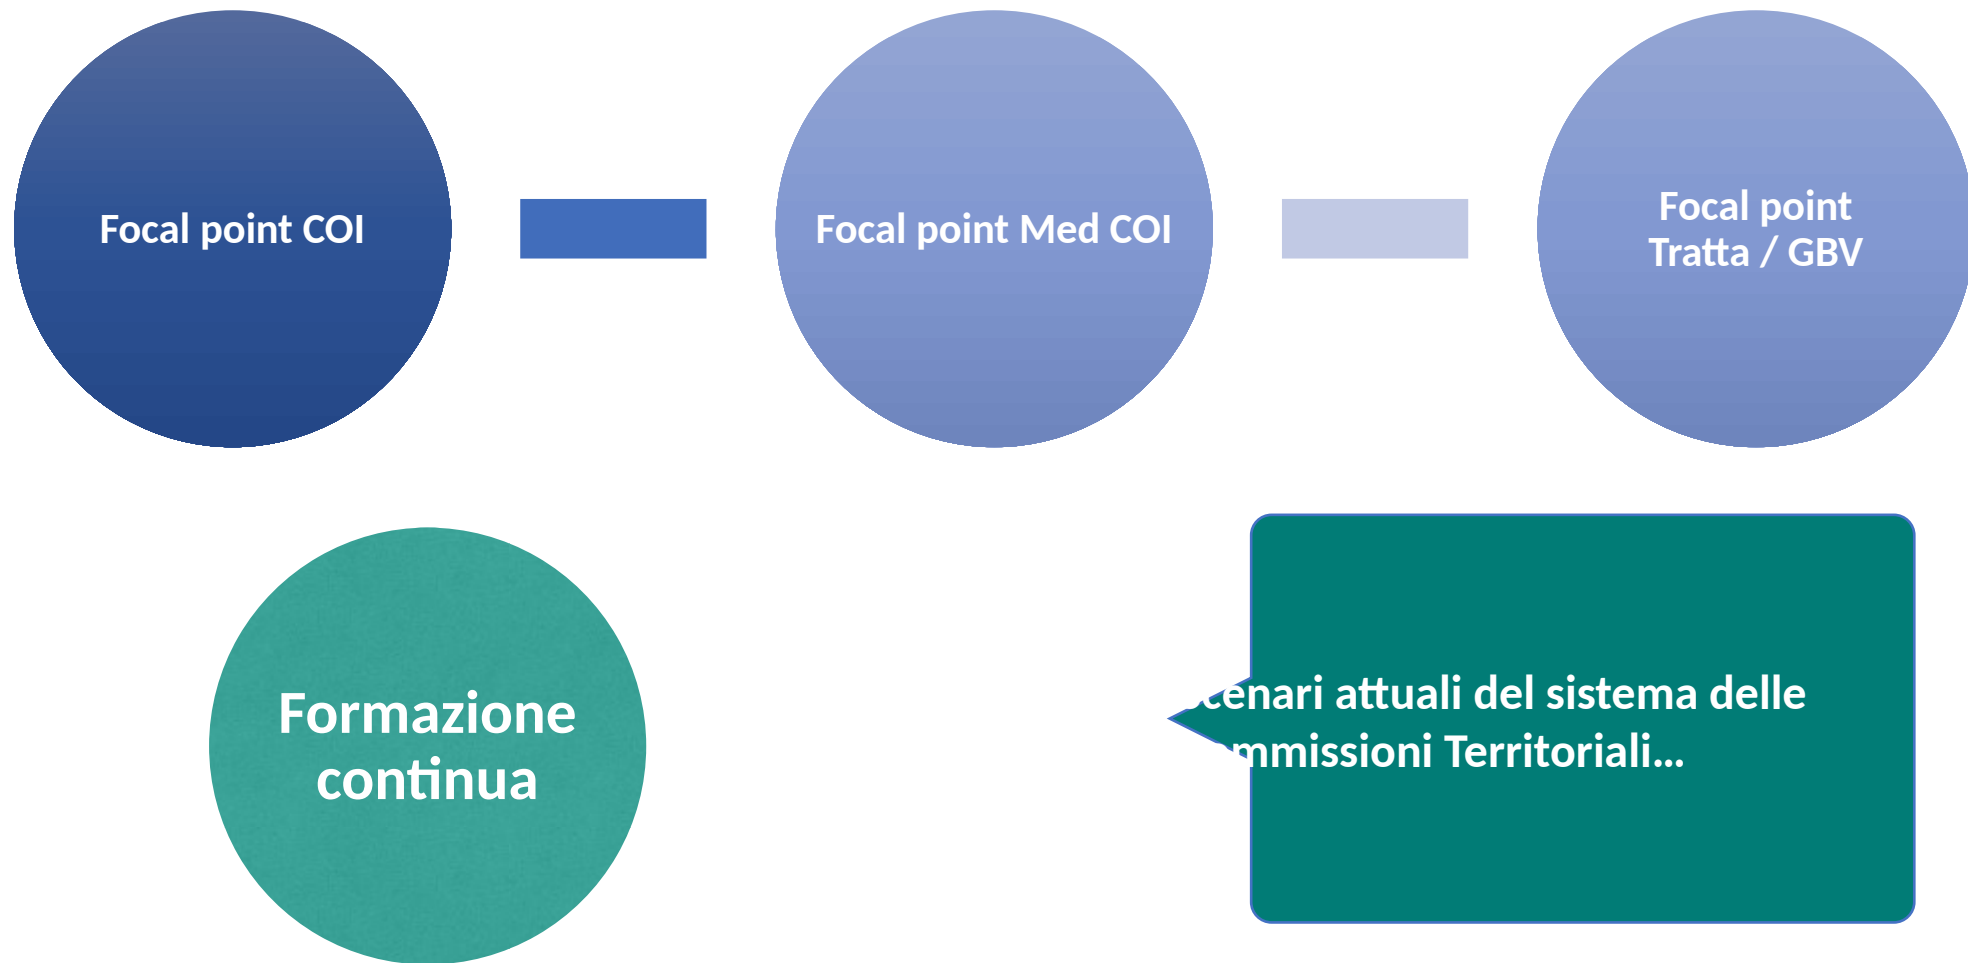 Focal point COI
Focal point Med COI
Focal point
Tratta / GBV
Formazione
continua
cenari attuali del sistema delle
mmissioni Territoriali...